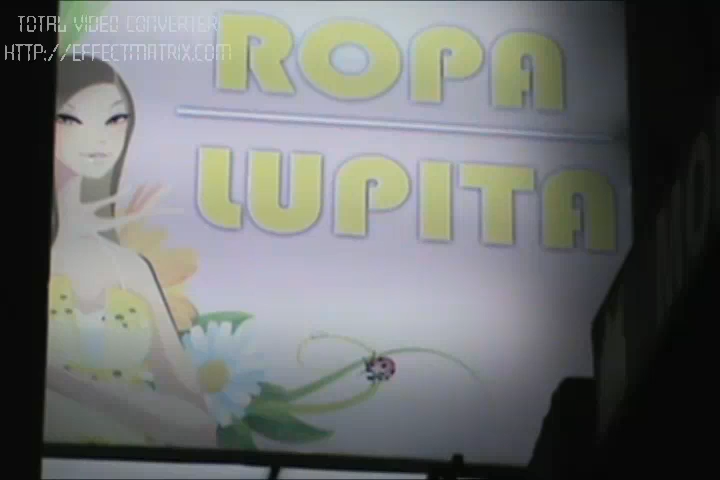 TOTAL VIDEO CONVERTER
HTTP://EFFECTMATRIX.COM
ROPA
LUPITA